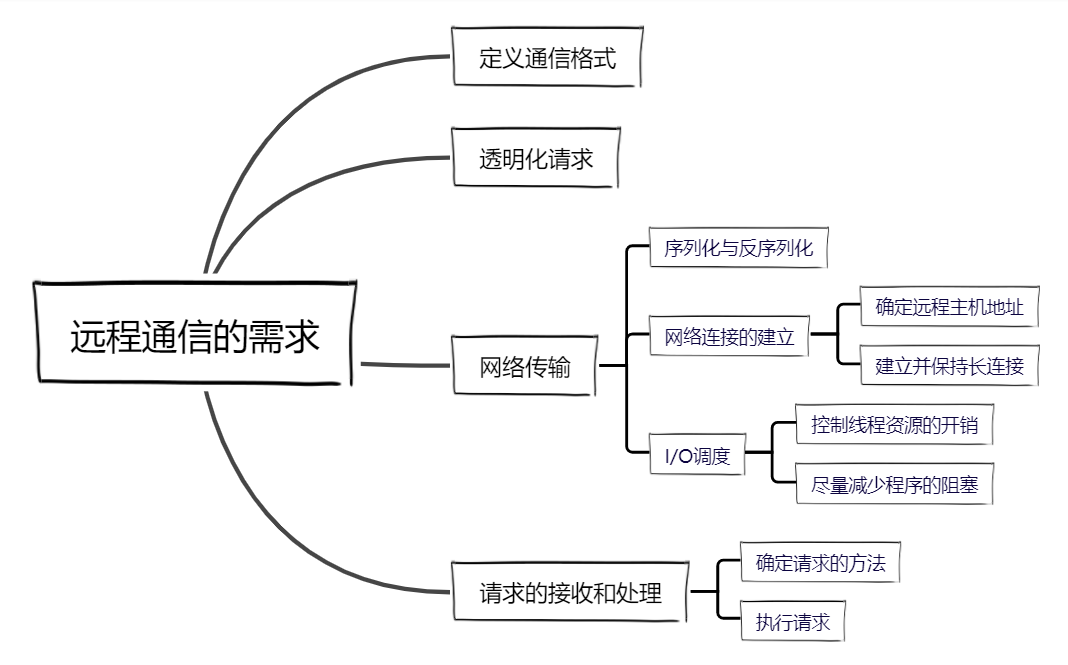 远程通信的需求
定义通信格式
透明化请求
网络传输
序列化与反序列化
网络连接的建立
确定远程主机地址
建立并保持长连接
I/O调度
控制线程资源的开销
尽量减少程序的阻塞
请求的接收和处理
确定请求的方法
执行请求